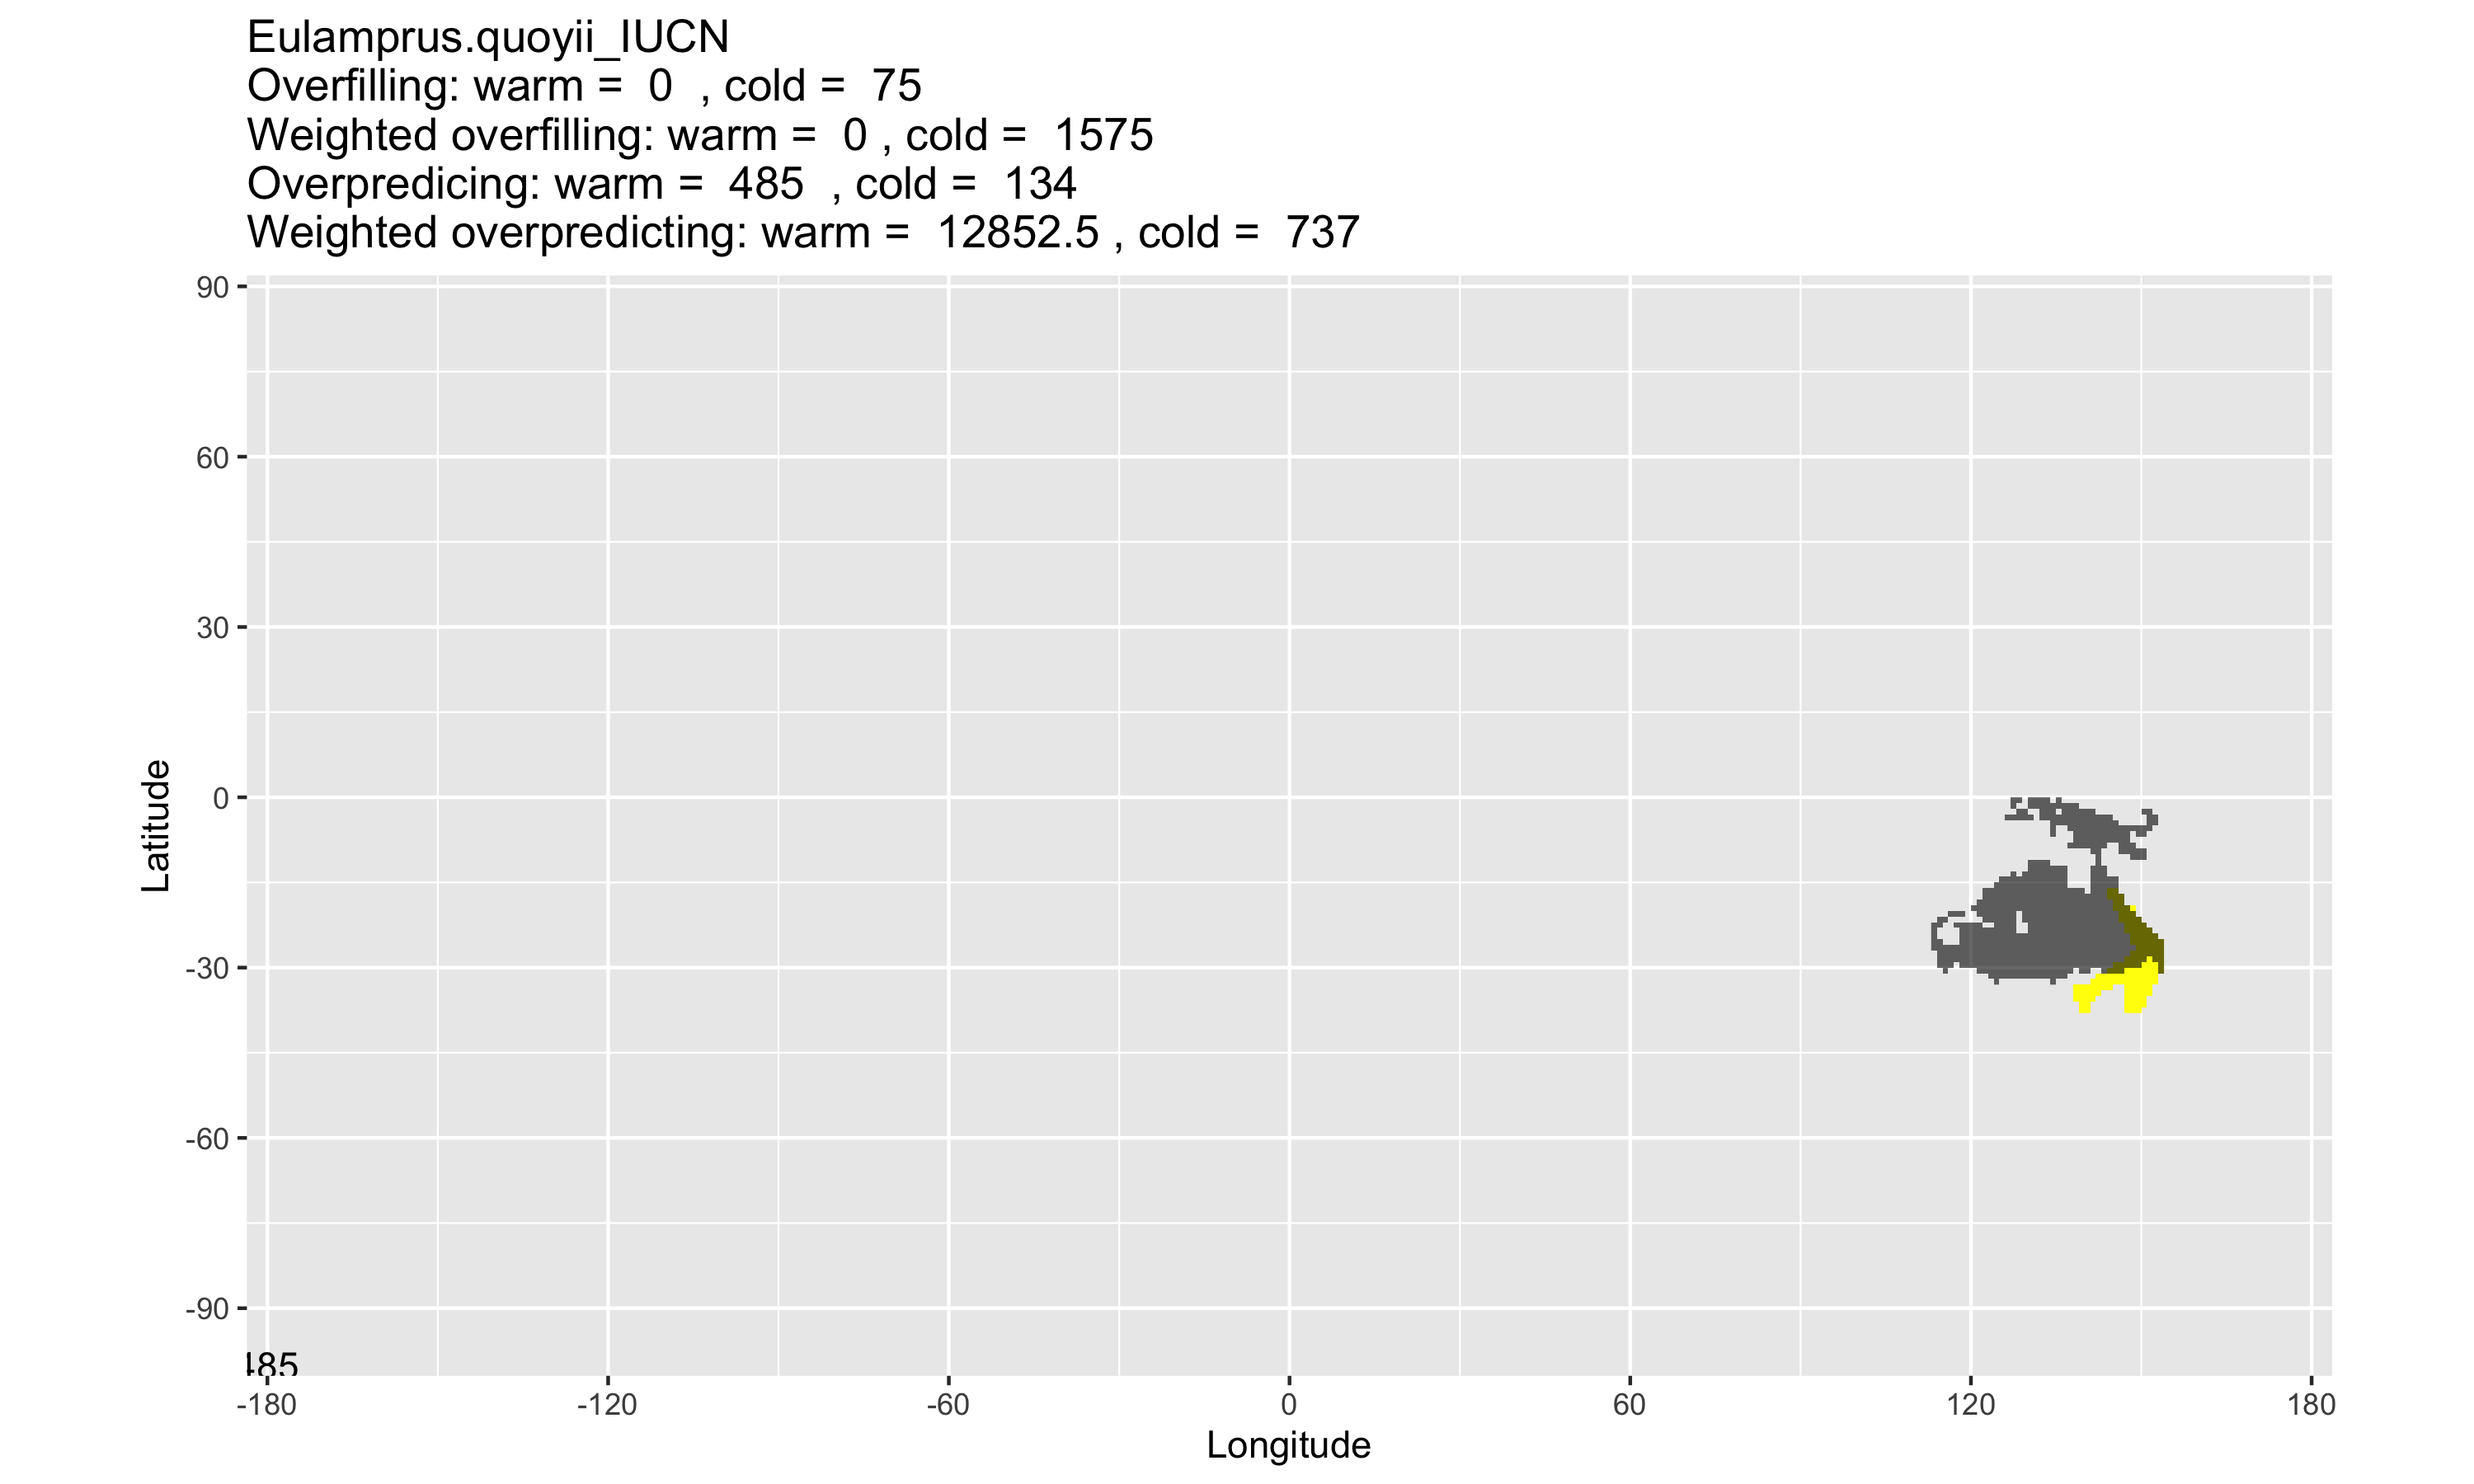 Eulamprus.quoyii_IUCN
Overfilling: warm =  0  , cold =  75
Weighted overfilling: warm =  0 , cold =  1575
Overpredicing: warm =  485  , cold =  134
Weighted overpredicting: warm =  12852.5 , cold =  737
90
60
30
0
-30
-60
-90
Latitude
485
-180 -120 -60 0 60 120 180
Longitude